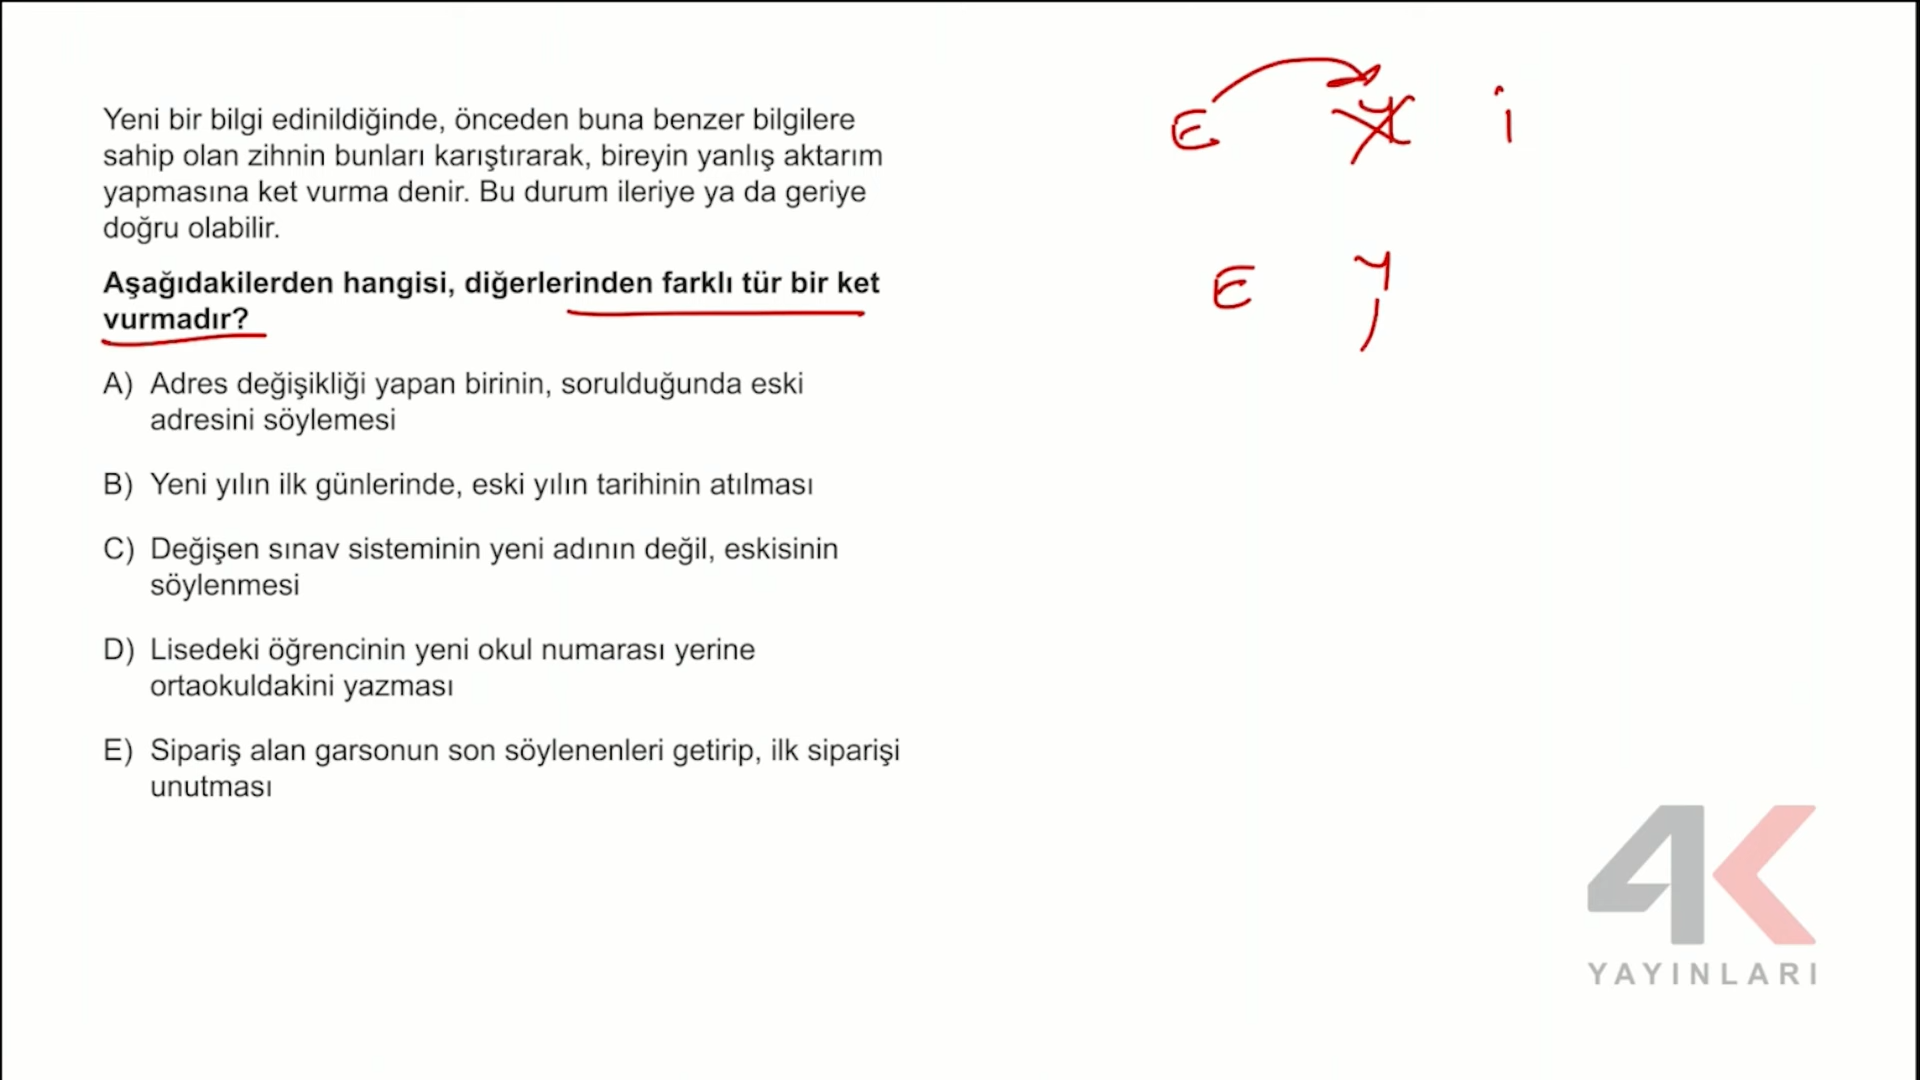 Yeni bir bilgi edinildiğinde, önceden buna benzer bilgilere
sahip olan zihnin bunları karıştırarak, bireyin yanlış aktarım
yapmasına ket vurma denir. Bu durum ileriye ya da geriye
doğru olabilir.
Aşağıdakilerden hangisi, diğerlerinden farklı tür bir ket
vurmadır?
A) Adres değişikliği yapan birinin, sorulduğunda eski
adresini söylemesi
B) Yeni yılın ilk günlerinde, eski yılın tarihinin atılması
C) Değişen sınav sisteminin yeni adının değil, eskisinin
söylenmesi
D) Lisedeki öğrencinin yeni okul numarası yerine
ortaokuldakini yazması
E) Sipariş alan garsonun son söylenenleri getirip, ilk siparişi
unutması
E Y i
E Y
4K
YAYINLARI